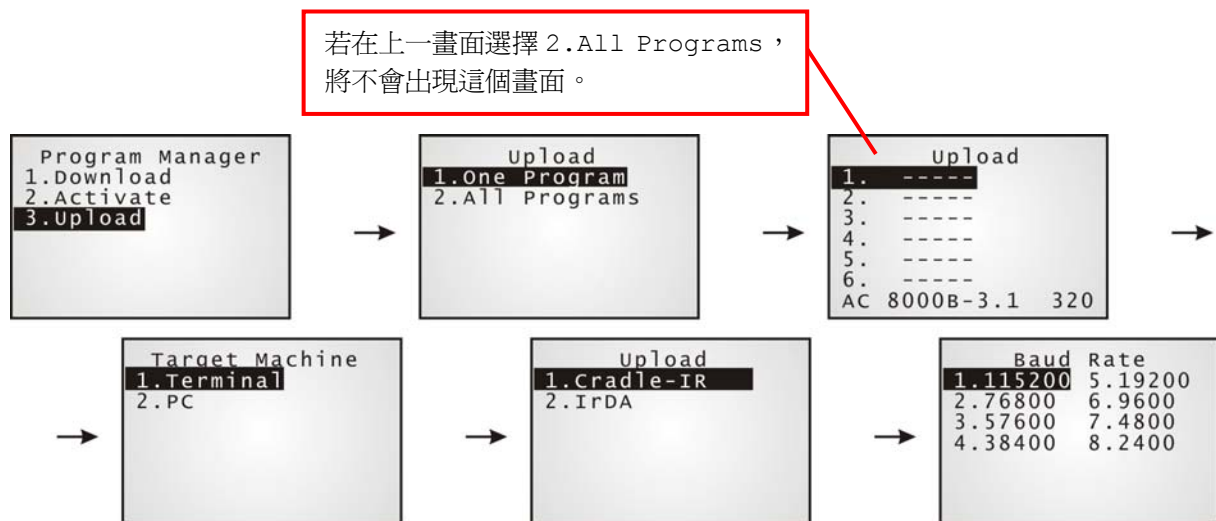 若在上一畫面選擇 2.All Programs，
將不會出現這個畫面。
Program Manager
1.Download
2.Activate
3.Upload
Upload
1.One Program
2.All Programs
Upload
1. -----
2. -----
3. -----
4. -----
5. -----
6. -----
AC 8000B-3.1 320
Target Machine
1.Terminal
2.PC
Upload
1.Cradle-IR
2.IrDA
Baud Rate
1.115200 5.19200
2.76800 6.9600
3.57600 7.4800
4.38400 8.2400